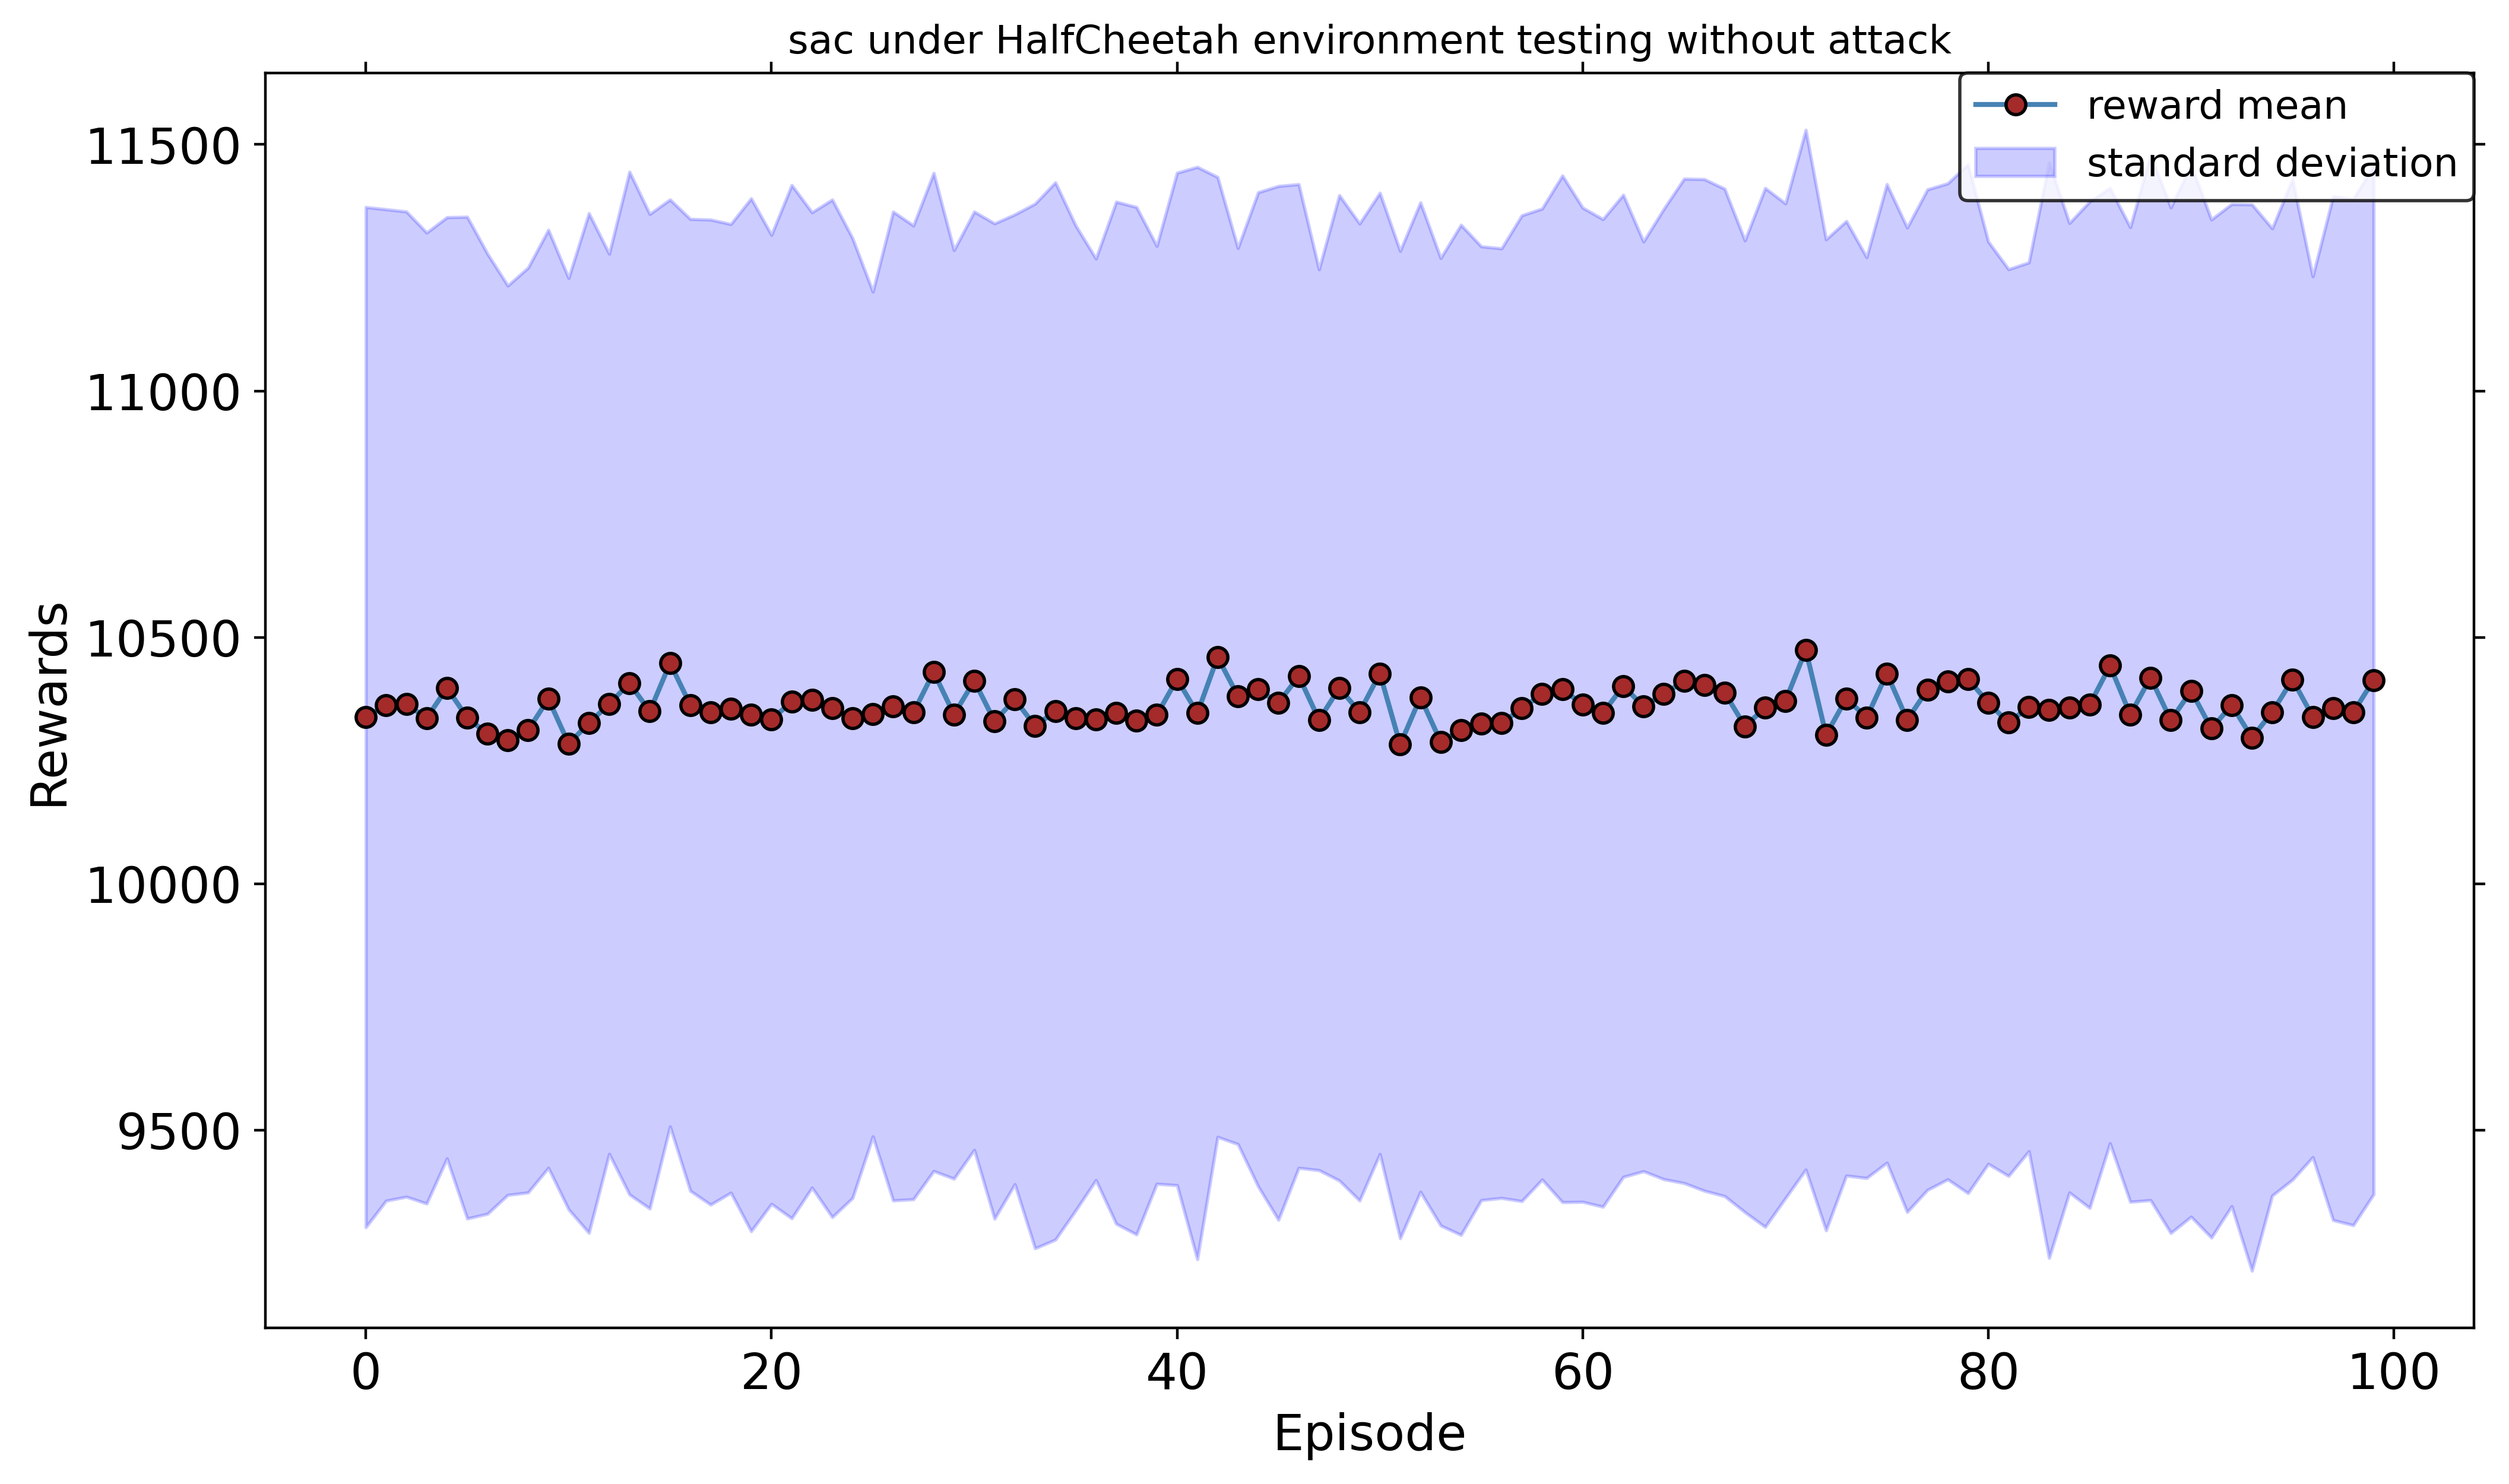 sac under HalfCheetah environment testing without attack
reward mean
standard deviation
11500
11000
10500
10000
9500
Rewards
0 20 40 60 80 100
Episode